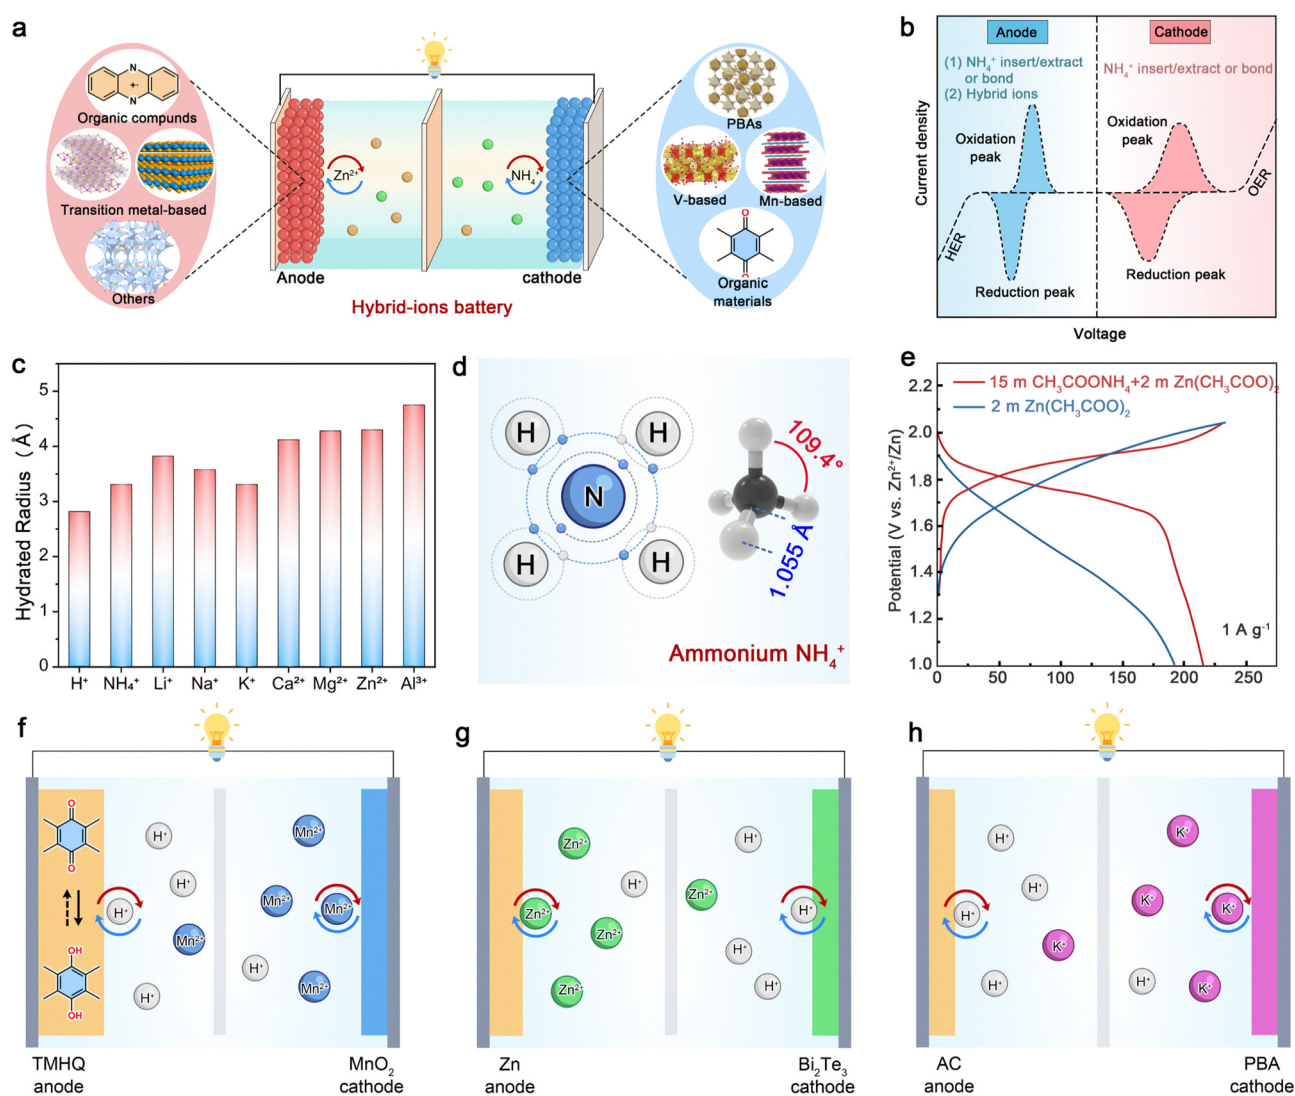 a
N
+·
N
Organic compunds
Transition metal-based
Others
Zn²⁺
NH₄⁺
Anode
cathode
Hybrid-ions battery
PBAs
V-based
Mn-based
O
O
Organic
materials
b
Anode
Cathode
(1) NH₄⁺ insert/extract
or bond
(2) Hybrid ions
NH₄⁺ insert/extract or bond
Oxidation
peak
Oxidation
peak
HER
OER
Reduction peak
Reduction peak
Current density
Voltage
c
Hydrated Radius (Å)
5
4
3
2
1
0
H⁺ NH₄⁺ Li⁺ Na⁺ K⁺ Ca²⁺ Mg²⁺ Zn²⁺ Al³⁺
d
H
H
N
H
H
109.4°
1.055 Å
Ammonium NH₄⁺
e
15 m CH₃COONH₄+2 m Zn(CH₃COO)₂
2 m Zn(CH₃COO)₂
Potential (V vs. Zn²⁺/Zn)
2.2
2.0
1.8
1.6
1.4
1.2
1.0
1 A g⁻¹
0 50 100 150 200 250
f
O
O
OH
OH
H⁺
H⁺
H⁺
H⁺
H⁺
Mn²⁺
Mn²⁺
Mn²⁺
Mn²⁺
Mn²⁺
TMHQ
anode
MnO₂
cathode
g
Zn²⁺
Zn²⁺
Zn²⁺
Zn²⁺
Zn²⁺
H⁺
H⁺
H⁺
H⁺
H⁺
Zn
anode
Bi₂Te₃
cathode
h
H⁺
H⁺
H⁺
H⁺
H⁺
K⁺
K⁺
K⁺
K⁺
K⁺
AC
anode
PBA
cathode